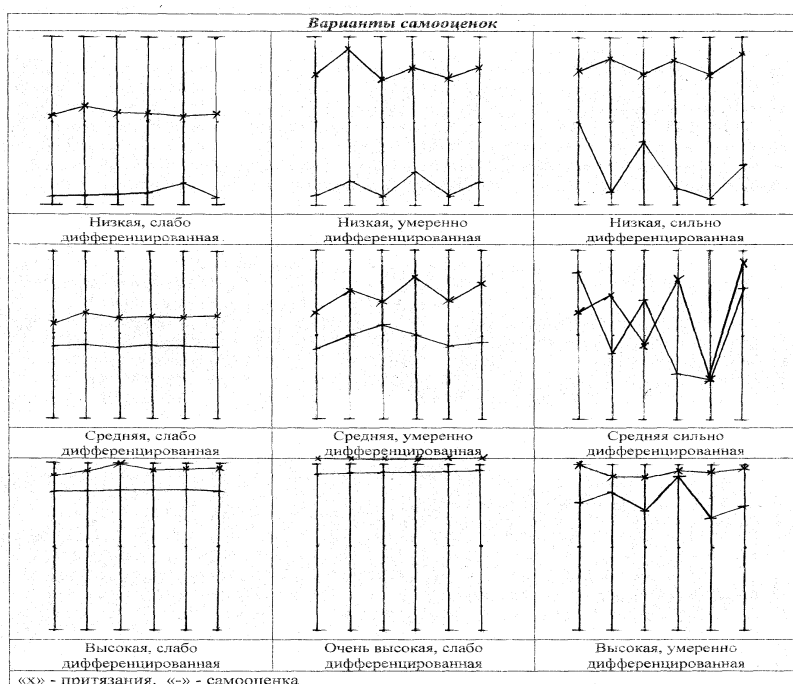 Варианты самооценок
Низкая, слабо
дифференцированная
Низкая, умеренно
дифференцированная
Низкая, сильно
дифференцированная
Средняя, слабо
дифференцированная
Средняя, умеренно
дифференцированная
Средняя сильно
дифференцированная
Высокая, слабо
дифференцированная
Очень высокая, слабо
дифференцированная
Высокая, умеренно
дифференцированная
«х» - притязания, «-» - самооценка